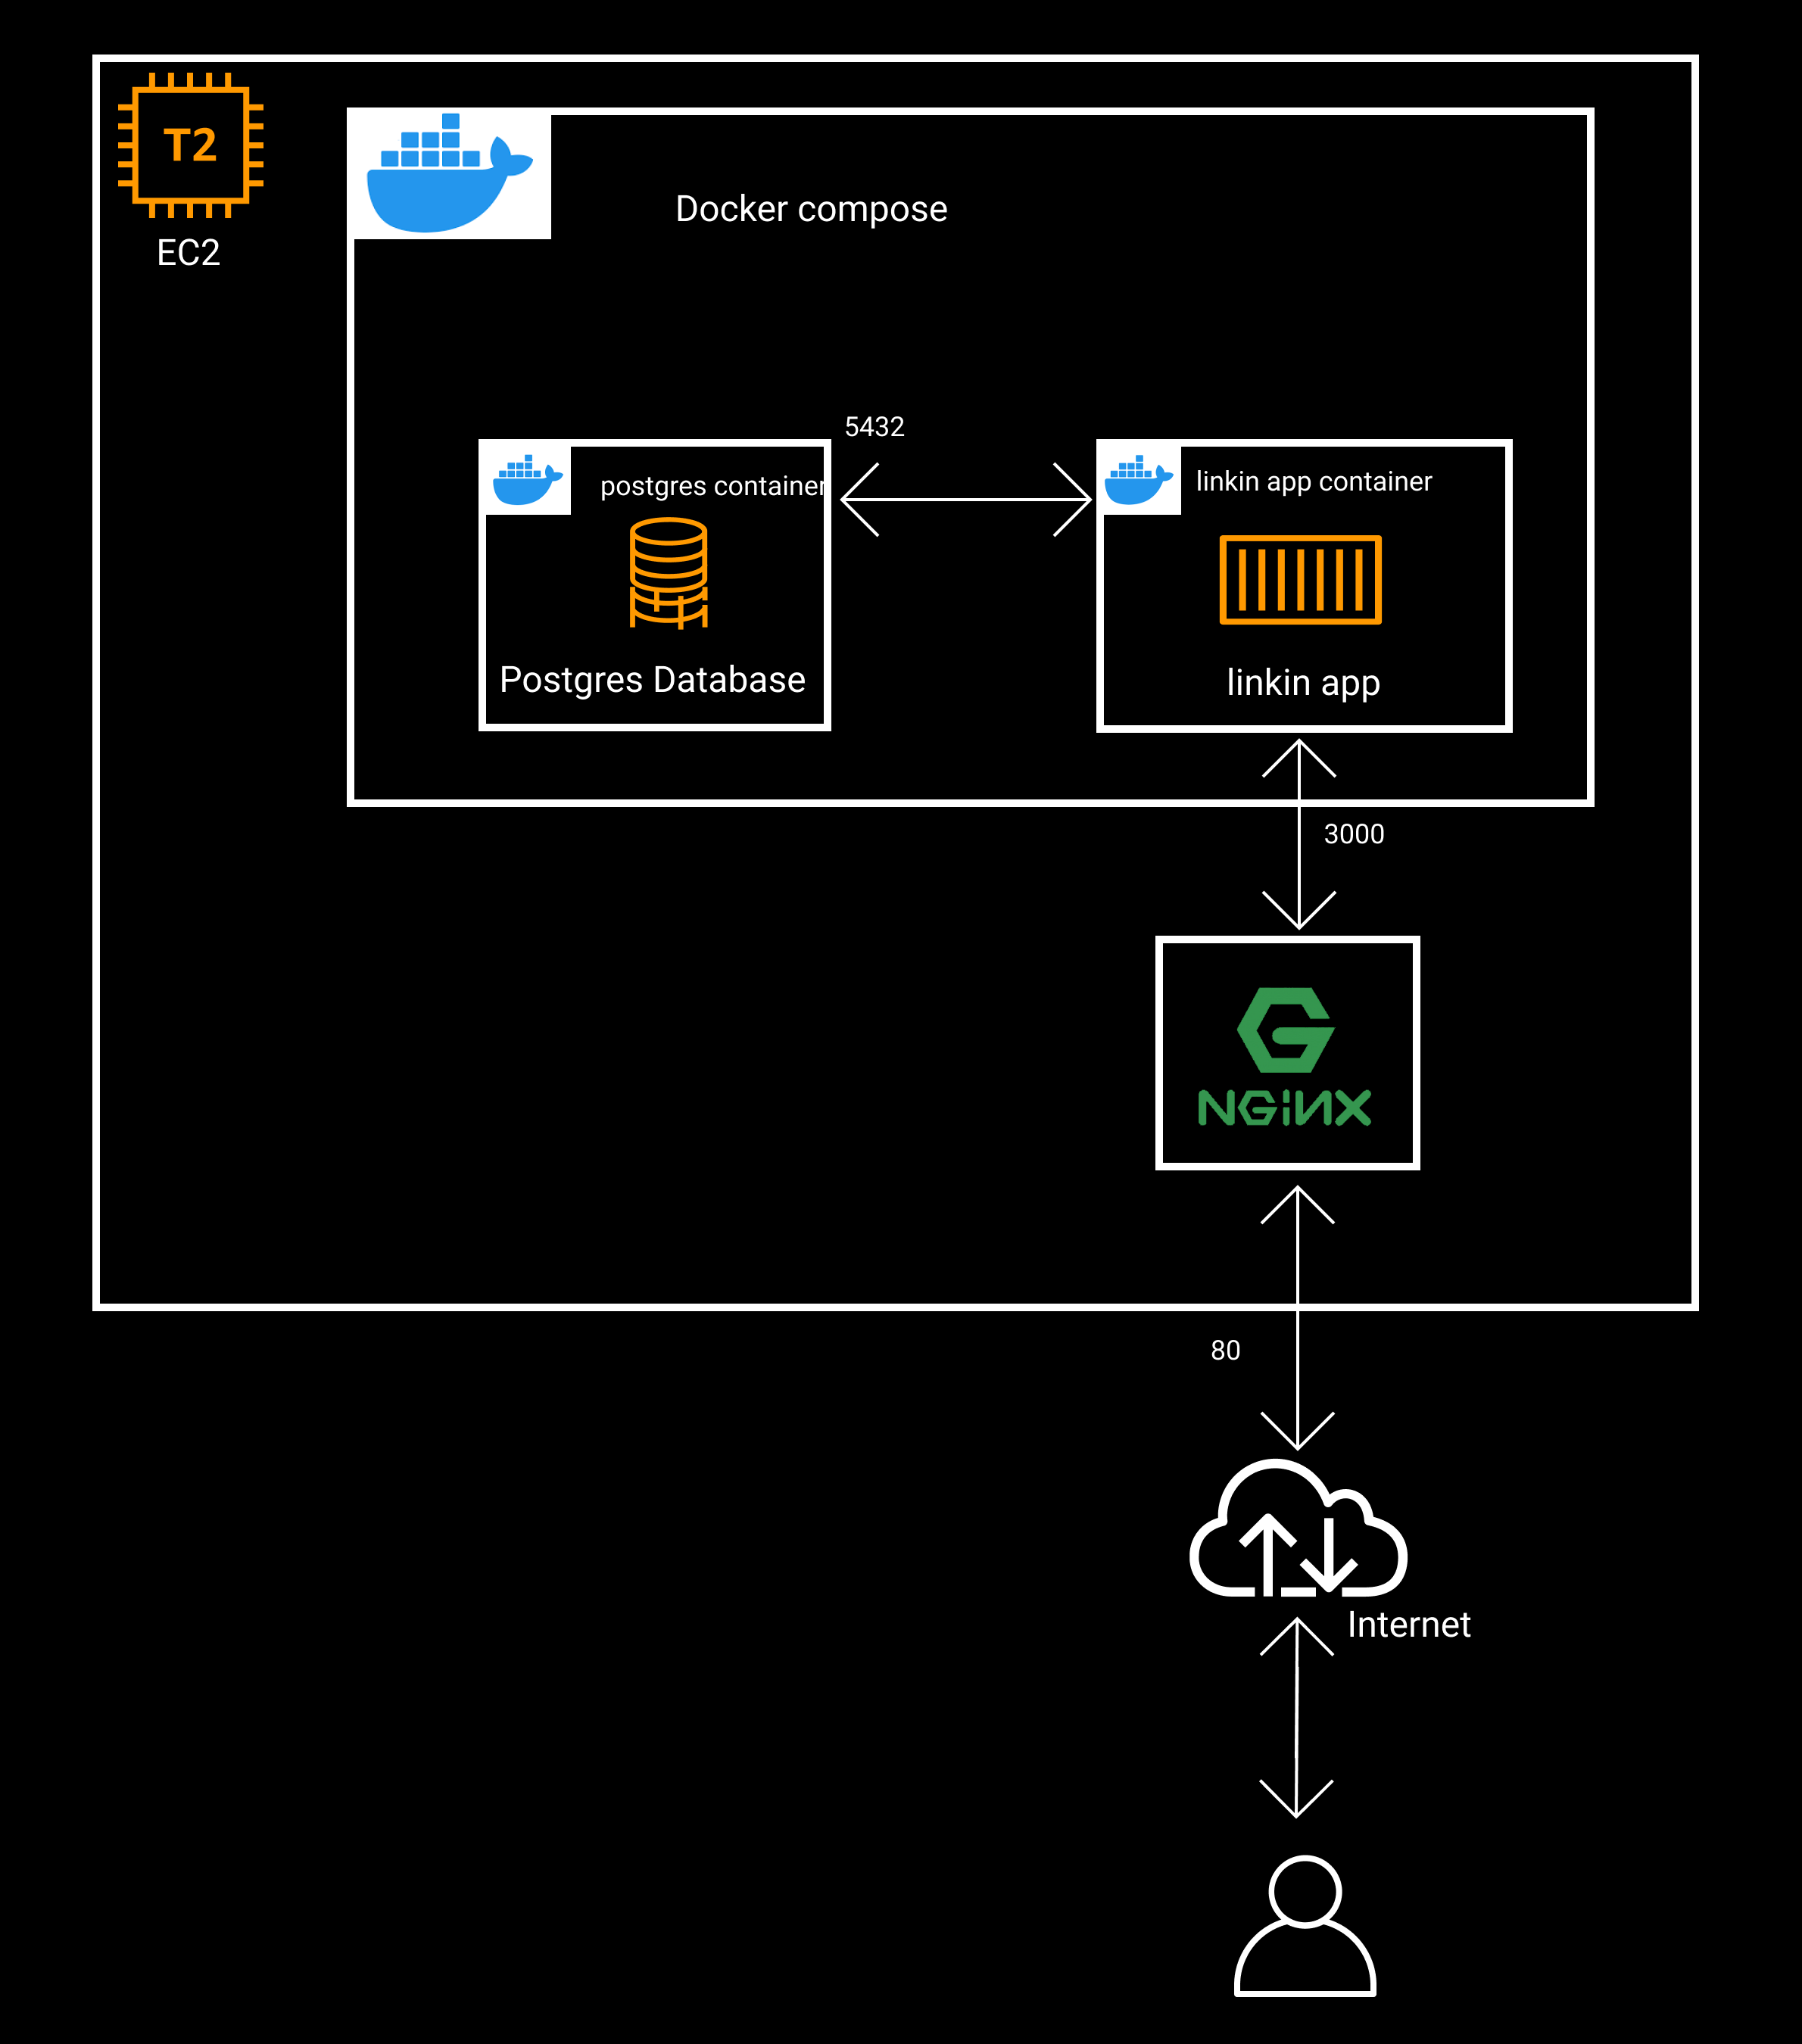 T2
EC2
Docker compose
5432
postgres container
linkin app container
Postgres Database
linkin app
3000
NGINX
80
Internet